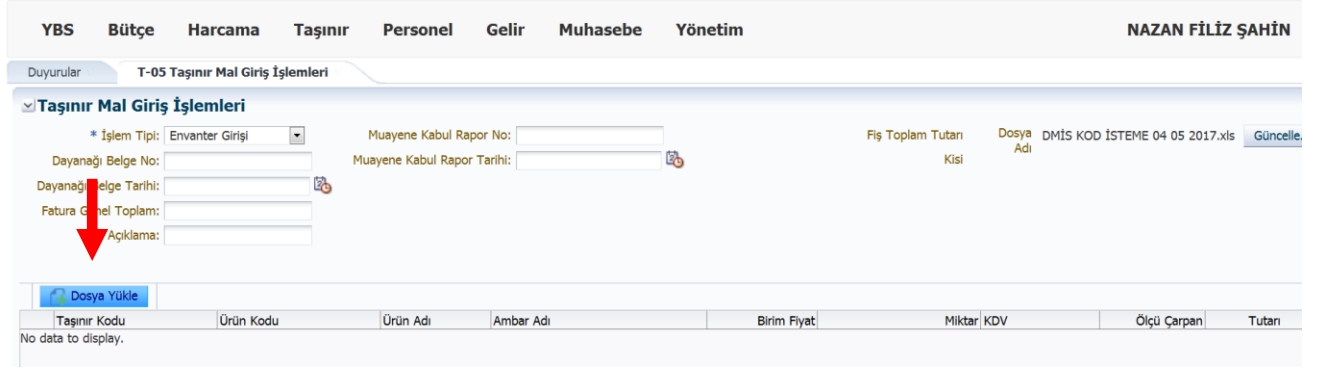 YBS Bütçe Harcama Taşınır Personel Gelir Muhasebe Yönetim NAZAN FİLİZ ŞAHİN
Duyurular T-05 Taşınır Mal Giriş İşlemleri
Taşınır Mal Giriş İşlemleri
* İşlem Tipi: Envanter Girişi Muayene Kabul Rapor No: Fiş Toplam Tutarı Dosya Adı DMİS KOD İSTEME 04 05 2017.xls Güncelle.
Dayanağı Belge No: Muayene Kabul Rapor Tarihi: Kisi
Dayanağı Belge Tarihi:
Fatura Genel Toplam:
Açıklama:
Dosya Yükle
Taşınır Kodu Ürün Kodu Ürün Adı Ambar Adı Birim Fiyat Miktar KDV Ölçü Çarpan Tutarı
No data to display.